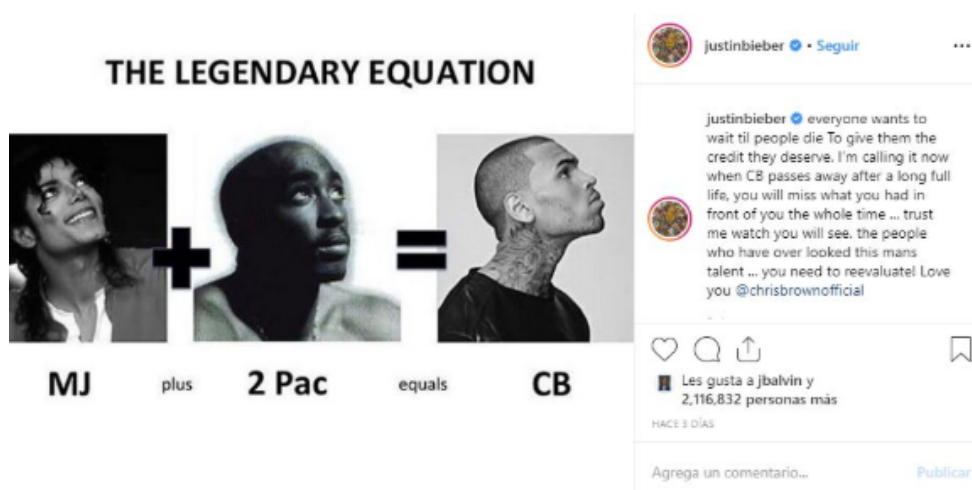 THE LEGENDARY EQUATION
MJ plus 2 Pac equals CB
justinbieber • Seguir
justinbieber everyone wants to
wait til people die To give them the
credit they deserve. I'm calling it now
when CB passes away after a long full
life, you will miss what you had in
front of you the whole time ... trust
me watch you will see. the people
who have over looked this mans
talent ... you need to reevaluate! Love
you @chrisbrownofficial
Les gusta a jbalvin y
2,116,832 personas más
HACE 3 DÍAS
Agrega un comentario... Publicar